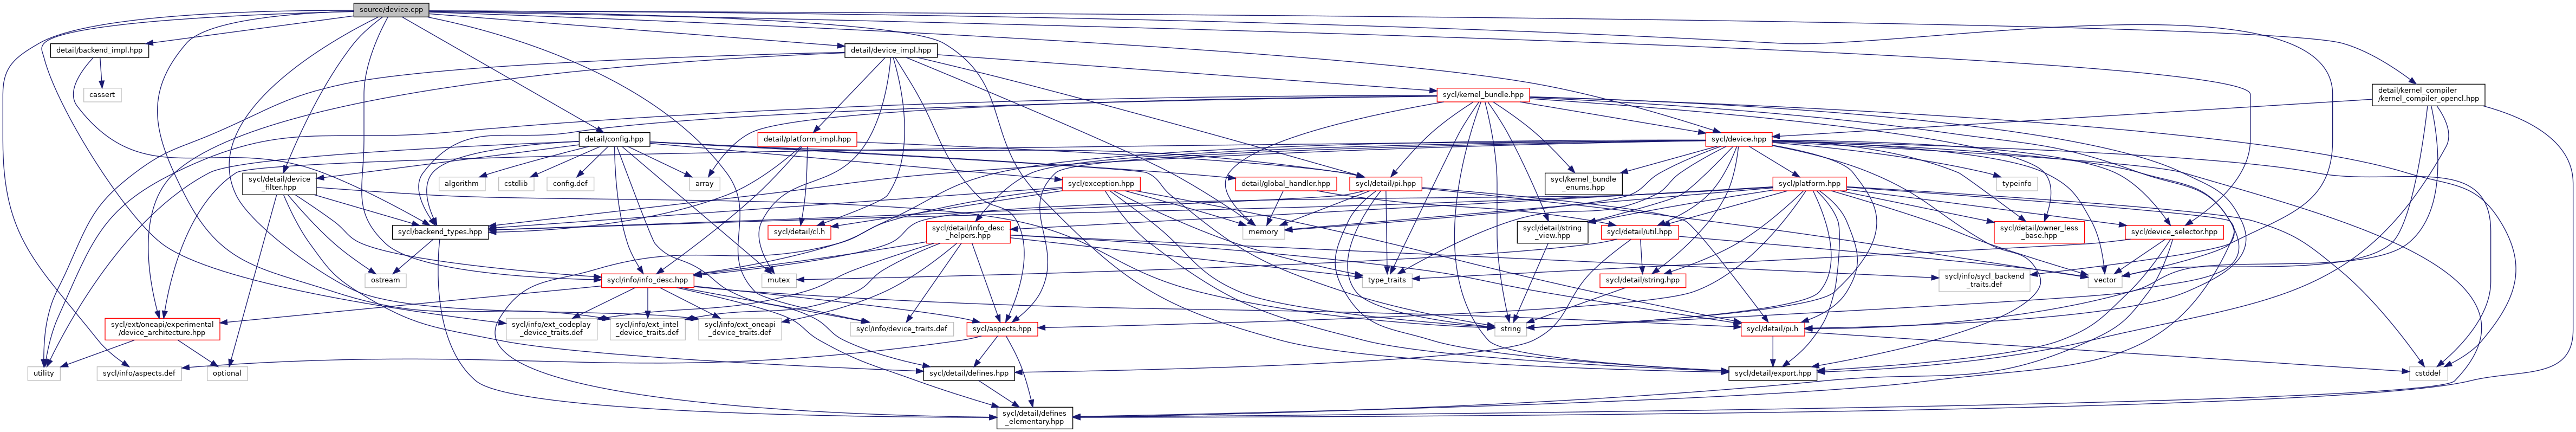 source/device.cpp
detail/backend_impl.hpp
detail/device_impl.hpp
cassert
sycl/kernel_bundle.hpp
detail/kernel_compiler
/kernel_compiler_opencl.hpp
detail/config.hpp
detail/platform_impl.hpp
sycl/device.hpp
sycl/detail/device
_filter.hpp
algorithm
cstdlib
config.def
array
sycl/exception.hpp
detail/global_handler.hpp
sycl/detail/pi.hpp
sycl/kernel_bundle
_enums.hpp
sycl/platform.hpp
typeinfo
sycl/backend_types.hpp
sycl/detail/cl.h
sycl/detail/info_desc
_helpers.hpp
memory
sycl/detail/string
_view.hpp
sycl/detail/util.hpp
sycl/detail/owner_less
_base.hpp
sycl/device_selector.hpp
ostream
sycl/info/info_desc.hpp
mutex
type_traits
sycl/detail/string.hpp
sycl/info/sycl_backend
_traits.def
vector
sycl/ext/oneapi/experimental
/device_architecture.hpp
sycl/info/ext_codeplay
_device_traits.def
sycl/info/ext_intel
_device_traits.def
sycl/info/ext_oneapi
_device_traits.def
sycl/info/device_traits.def
sycl/aspects.hpp
string
sycl/detail/pi.h
utility
sycl/info/aspects.def
optional
sycl/detail/defines.hpp
sycl/detail/export.hpp
cstddef
sycl/detail/defines
_elementary.hpp